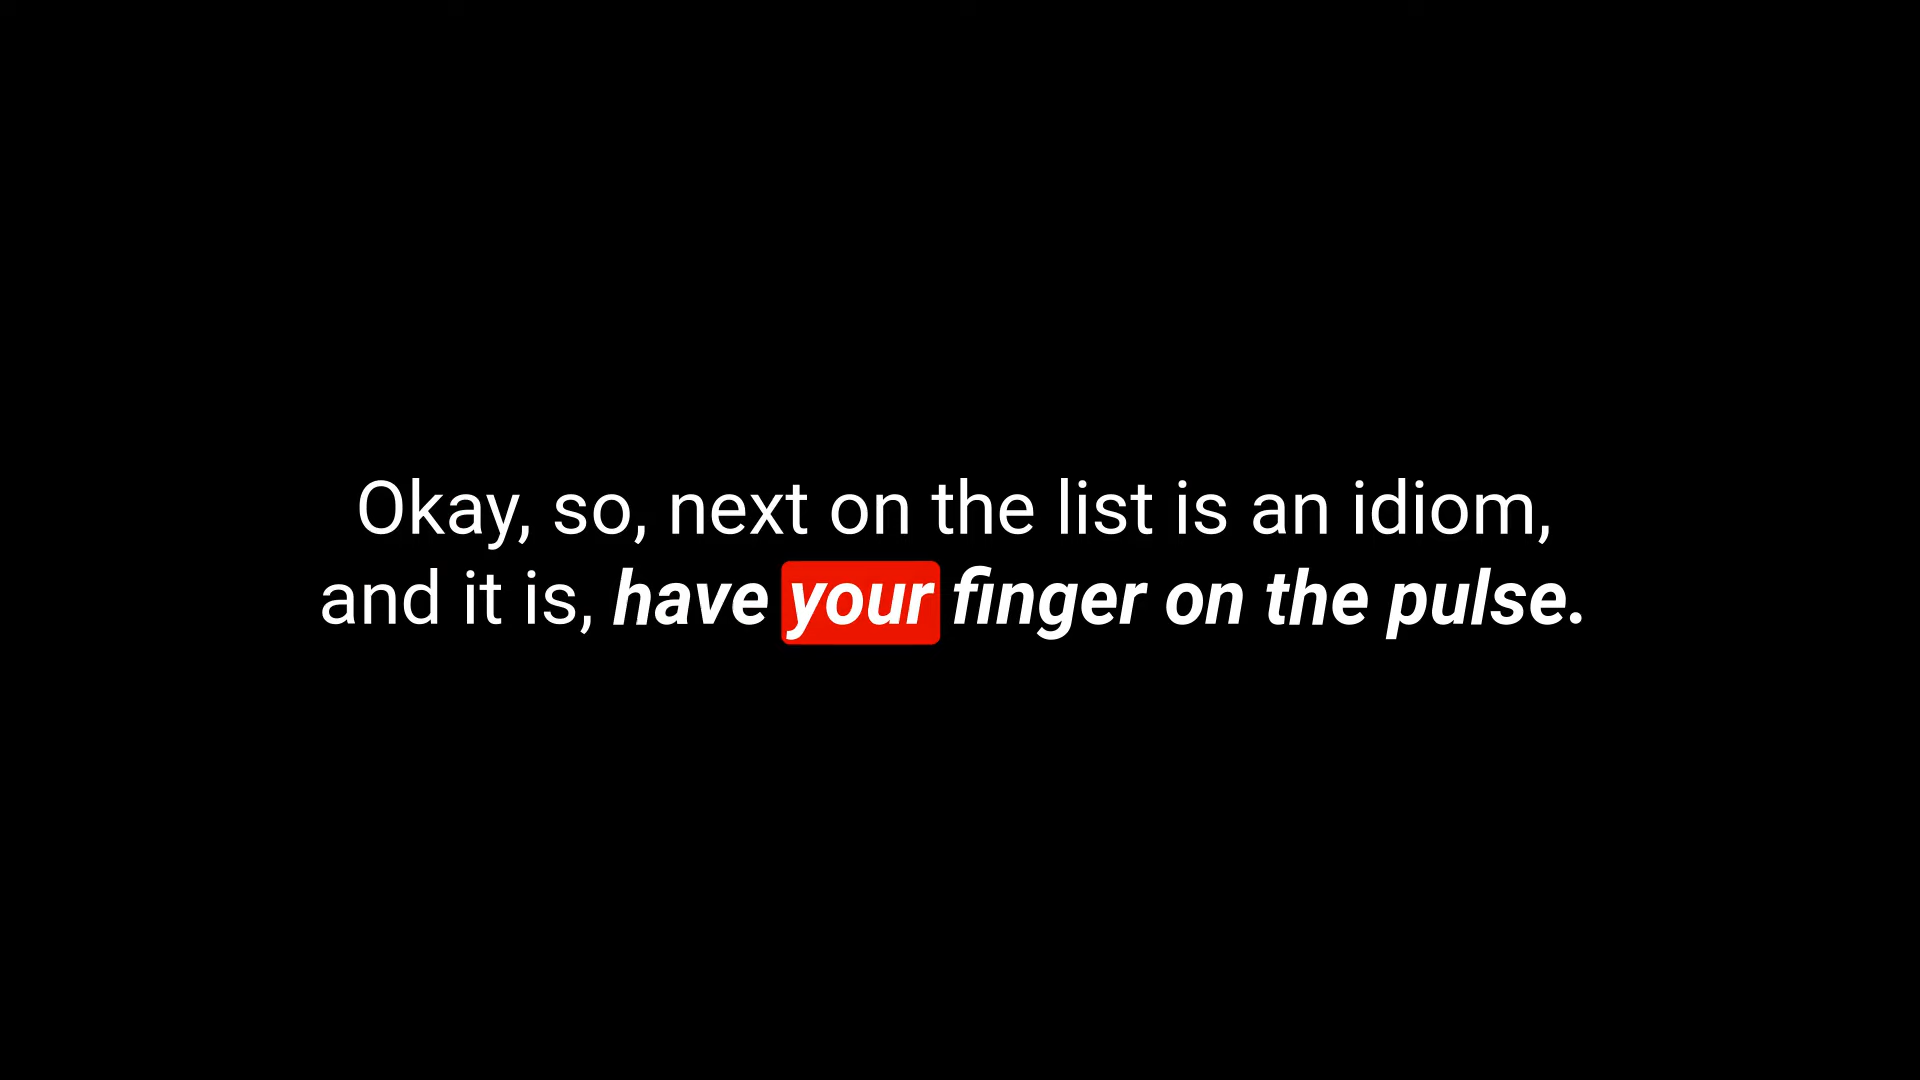 Okay, so, next on the list is an idiom,
and it is, have your finger on the pulse.